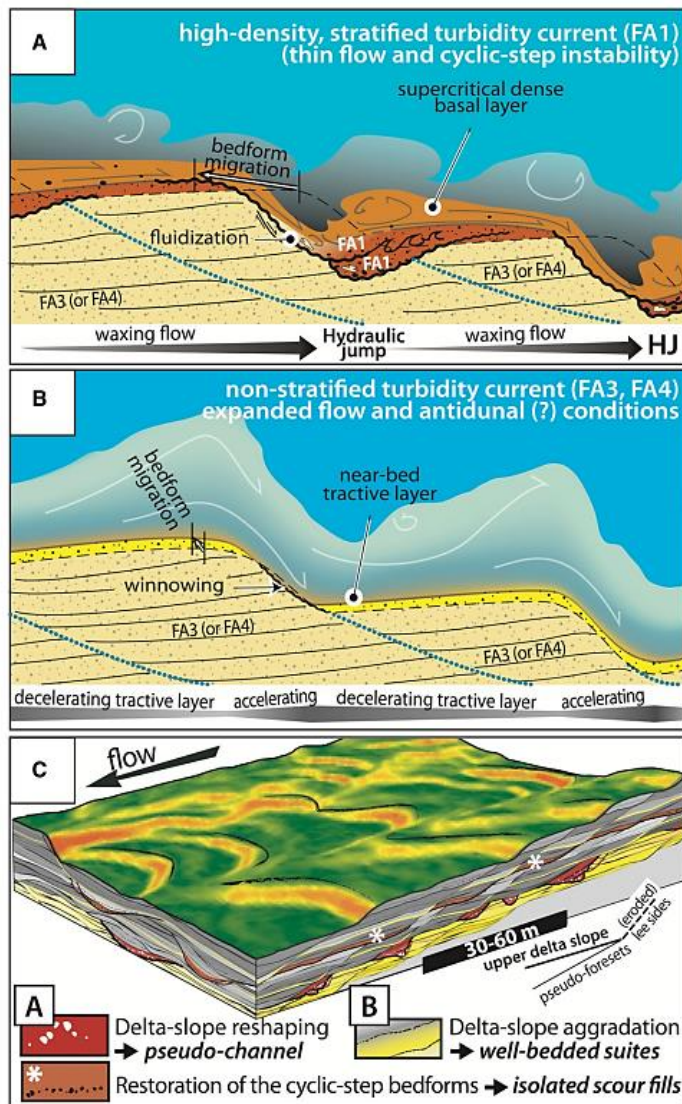 A
high-density, stratified turbidity current (FA1)
(thin flow and cyclic-step instability)
supercritical dense
basal layer
bedform
migration
fluidization
FA1
FA1
FA3 (or FA4)
FA3 (or FA4)
waxing flow
Hydraulic
jump
waxing flow
HJ
B
non-stratified turbidity current (FA3, FA4)
expanded flow and antidunal (?) conditions
bedform
migration
near-bed
tractive layer
winnowing
FA3 (or FA4)
FA3 (or FA4)
decelerating tractive layer
accelerating
decelerating tractive layer
accelerating
C
flow
*
*
30-60 m
upper delta slope
(eroded)
lee sides
pseudo-foresets
A
Delta-slope reshaping
→ pseudo-channel
B
Delta-slope aggradation
→ well-bedded suites
*
Restoration of the cyclic-step bedforms → isolated scour fills